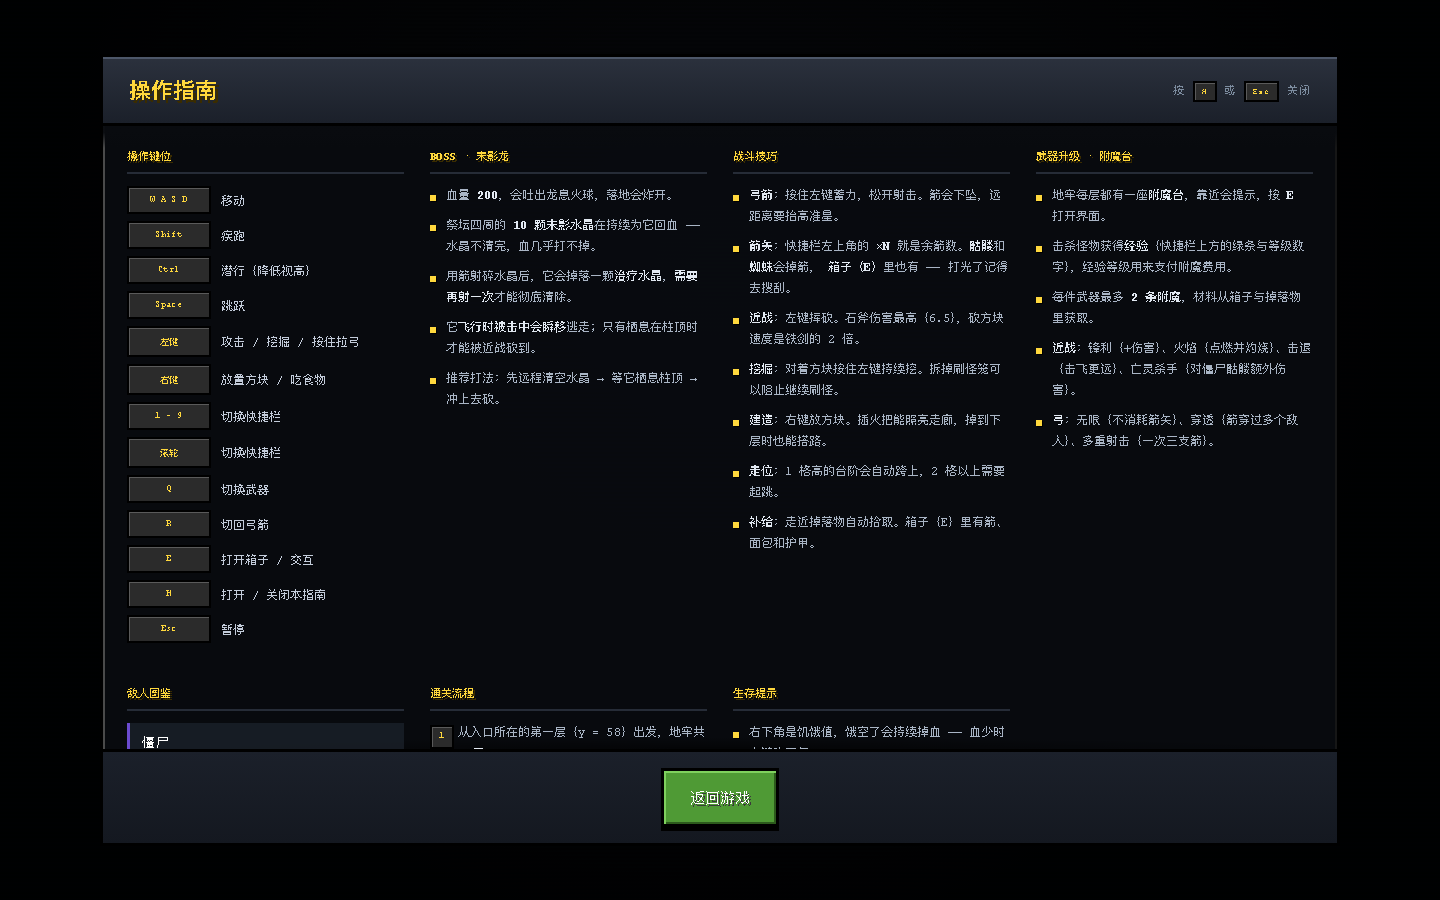 操作指南
按 H 或 Esc 关闭
操作键位
W A S D 移动
Shift 疾跑
Ctrl 潜行 (降低视高)
Space 跳跃
左键 攻击 / 挖掘 / 按住拉弓
右键 放置方块 / 吃食物
1 - 9 切换快捷栏
滚轮 切换快捷栏
Q 切换武器
R 切回弓箭
E 打开箱子 / 交互
H 打开 / 关闭本指南
Esc 暂停
BOSS · 末影龙
血量 200, 会吐出龙息火球, 落地会炸开。
祭坛四周的 10 颗末影水晶在持续为它回血 ——
水晶不清完, 血几乎打不掉。
用箭射碎水晶后, 它会掉落一颗治疗水晶, 需要
再射一次才能彻底清除。
它飞行时被击中会瞬移逃走; 只有栖息在柱顶时
才能被近战砍到。
推荐打法: 先远程清空水晶 → 等它栖息柱顶 →
冲上去砍。
战斗技巧
弓箭: 按住左键蓄力, 松开射击。箭会下坠, 远
距离要抬高准星。
箭矢: 快捷栏左上角的 ×N 就是余箭数。骷髅和
蜘蛛会掉箭, 箱子 (E) 里也有 —— 打光了记得
去搜刮。
近战: 左键挥砍。石斧伤害最高 (6.5), 砍方块
速度是铁剑的 2 倍。
挖掘: 对着方块按住左键持续挖。拆掉刷怪笼可
以阻止继续刷怪。
建造: 右键放方块。插火把能照亮走廊, 掉到下
层时也能搭路。
走位: 1 格高的台阶会自动跨上, 2 格以上需要
起跳。
补给: 走近掉落物自动拾取。箱子 (E) 里有箭、
面包和护甲。
武器升级 · 附魔台
地牢每层都有一座附魔台, 靠近会提示, 按 E
打开界面。
击杀怪物获得经验 (快捷栏上方的绿条与等级数
字), 经验等级用来支付附魔费用。
每件武器最多 2 条附魔, 材料从箱子与掉落物
里获取。
近战: 锋利 (+伤害)、火焰 (点燃并灼烧)、击退
(击飞更远)、亡灵杀手 (对僵尸骷髅额外伤
害)。
弓: 无限 (不消耗箭矢)、穿透 (箭穿过多个敌
人)、多重射击 (一次三支箭)。
敌人图鉴
僵尸
通关流程
1 从入口所在的第一层 (y = 58) 出发, 地牢共
生存提示
右下角是饥饿值, 饿空了会持续掉血 —— 血少时
返回游戏